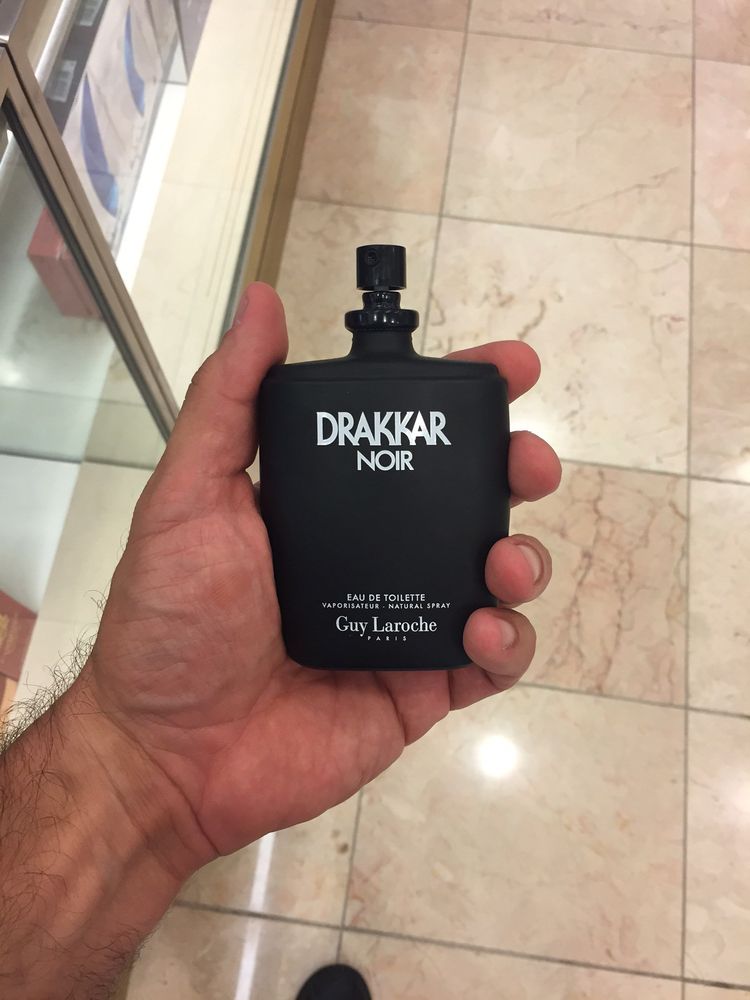 DRAKKAR
NOIR
EAU DE TOILETTE
VAPORISATEUR - NATURAL SPRAY
Guy Laroche
PARIS